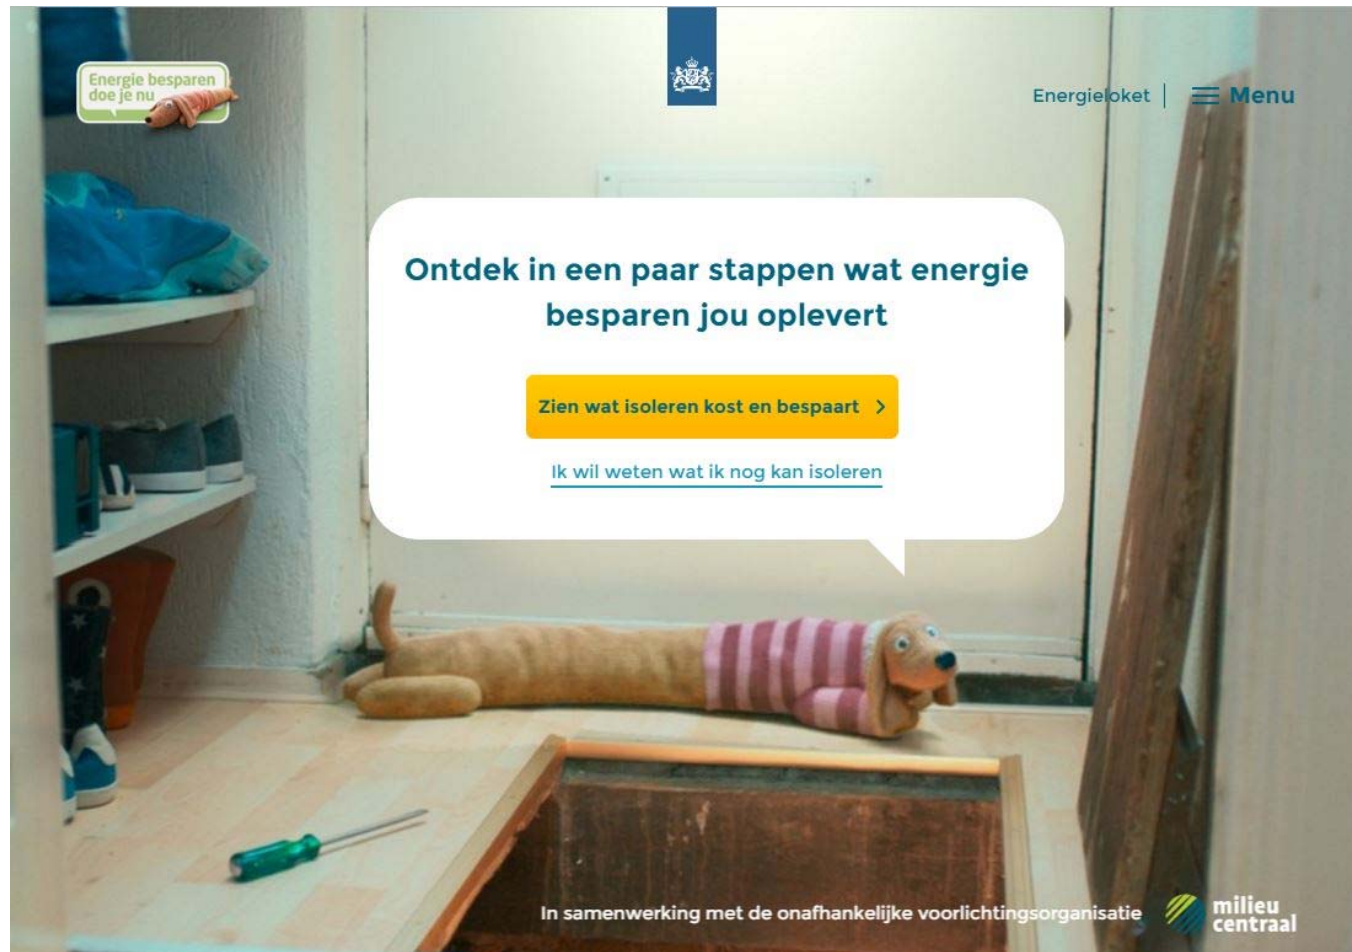 Energie besparen
doe je nu
Energieloket
Menu
Ontdek in een paar stappen wat energie
besparen jou oplevert
Zien wat isoleren kost en bespaart
Ik wil weten wat ik nog kan isoleren
In samenwerking met de onafhankelijke voorlichtingsorganisatie
milieu
centraal